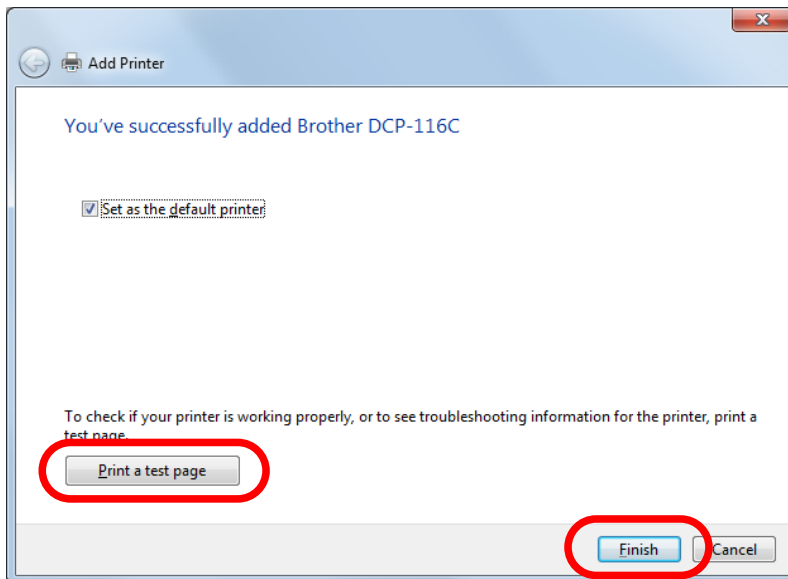 Add Printer
You've successfully added Brother DCP-116C
Set as the default printer
To check if your printer is working properly, or to see troubleshooting information for the printer, print a
test page.
Print a test page
Finish Cancel